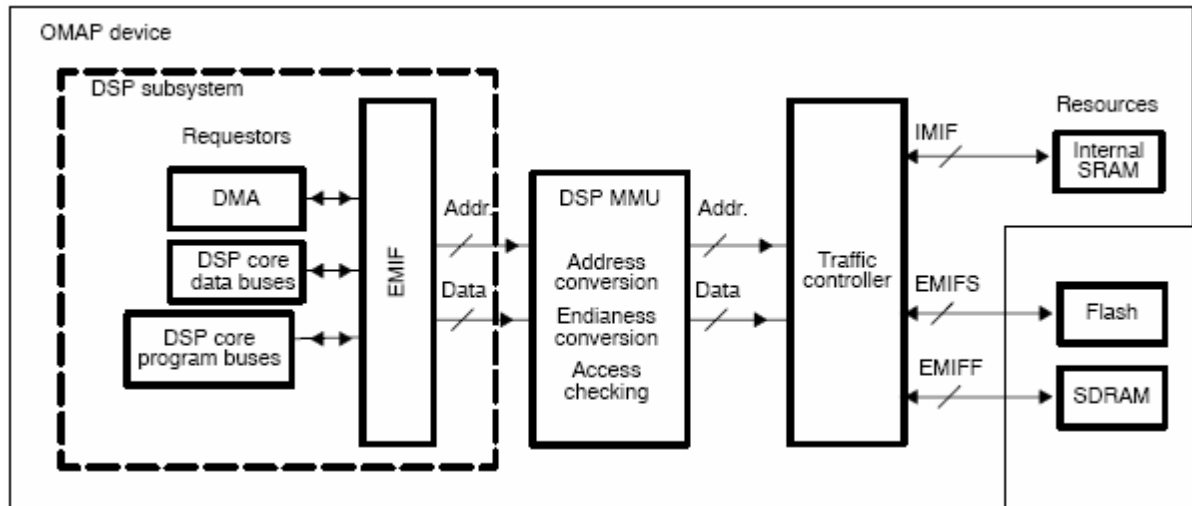 OMAP device
DSP subsystem
Requestors
DMA
DSP core
data buses
DSP core
program buses
EMIF
Addr.
Data
DSP MMU
Address
conversion
Endianess
conversion
Access
checking
Addr.
Data
Traffic
controller
IMIF
EMIFS
EMIFF
Resources
Internal
SRAM
Flash
SDRAM